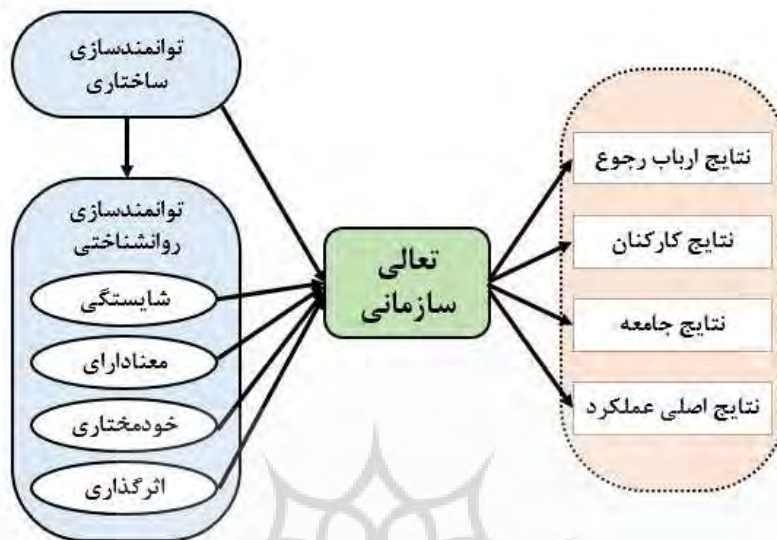 توانمندسازی
ساختاری
توانمندسازی
روانشناختی
شایستگی
معنادارای
خودمختاری
اثرگذاری
تعالی
سازمانی
نتایج ارباب رجوع
نتایج کارکنان
نتایج جامعه
نتایج اصلی عملکرد